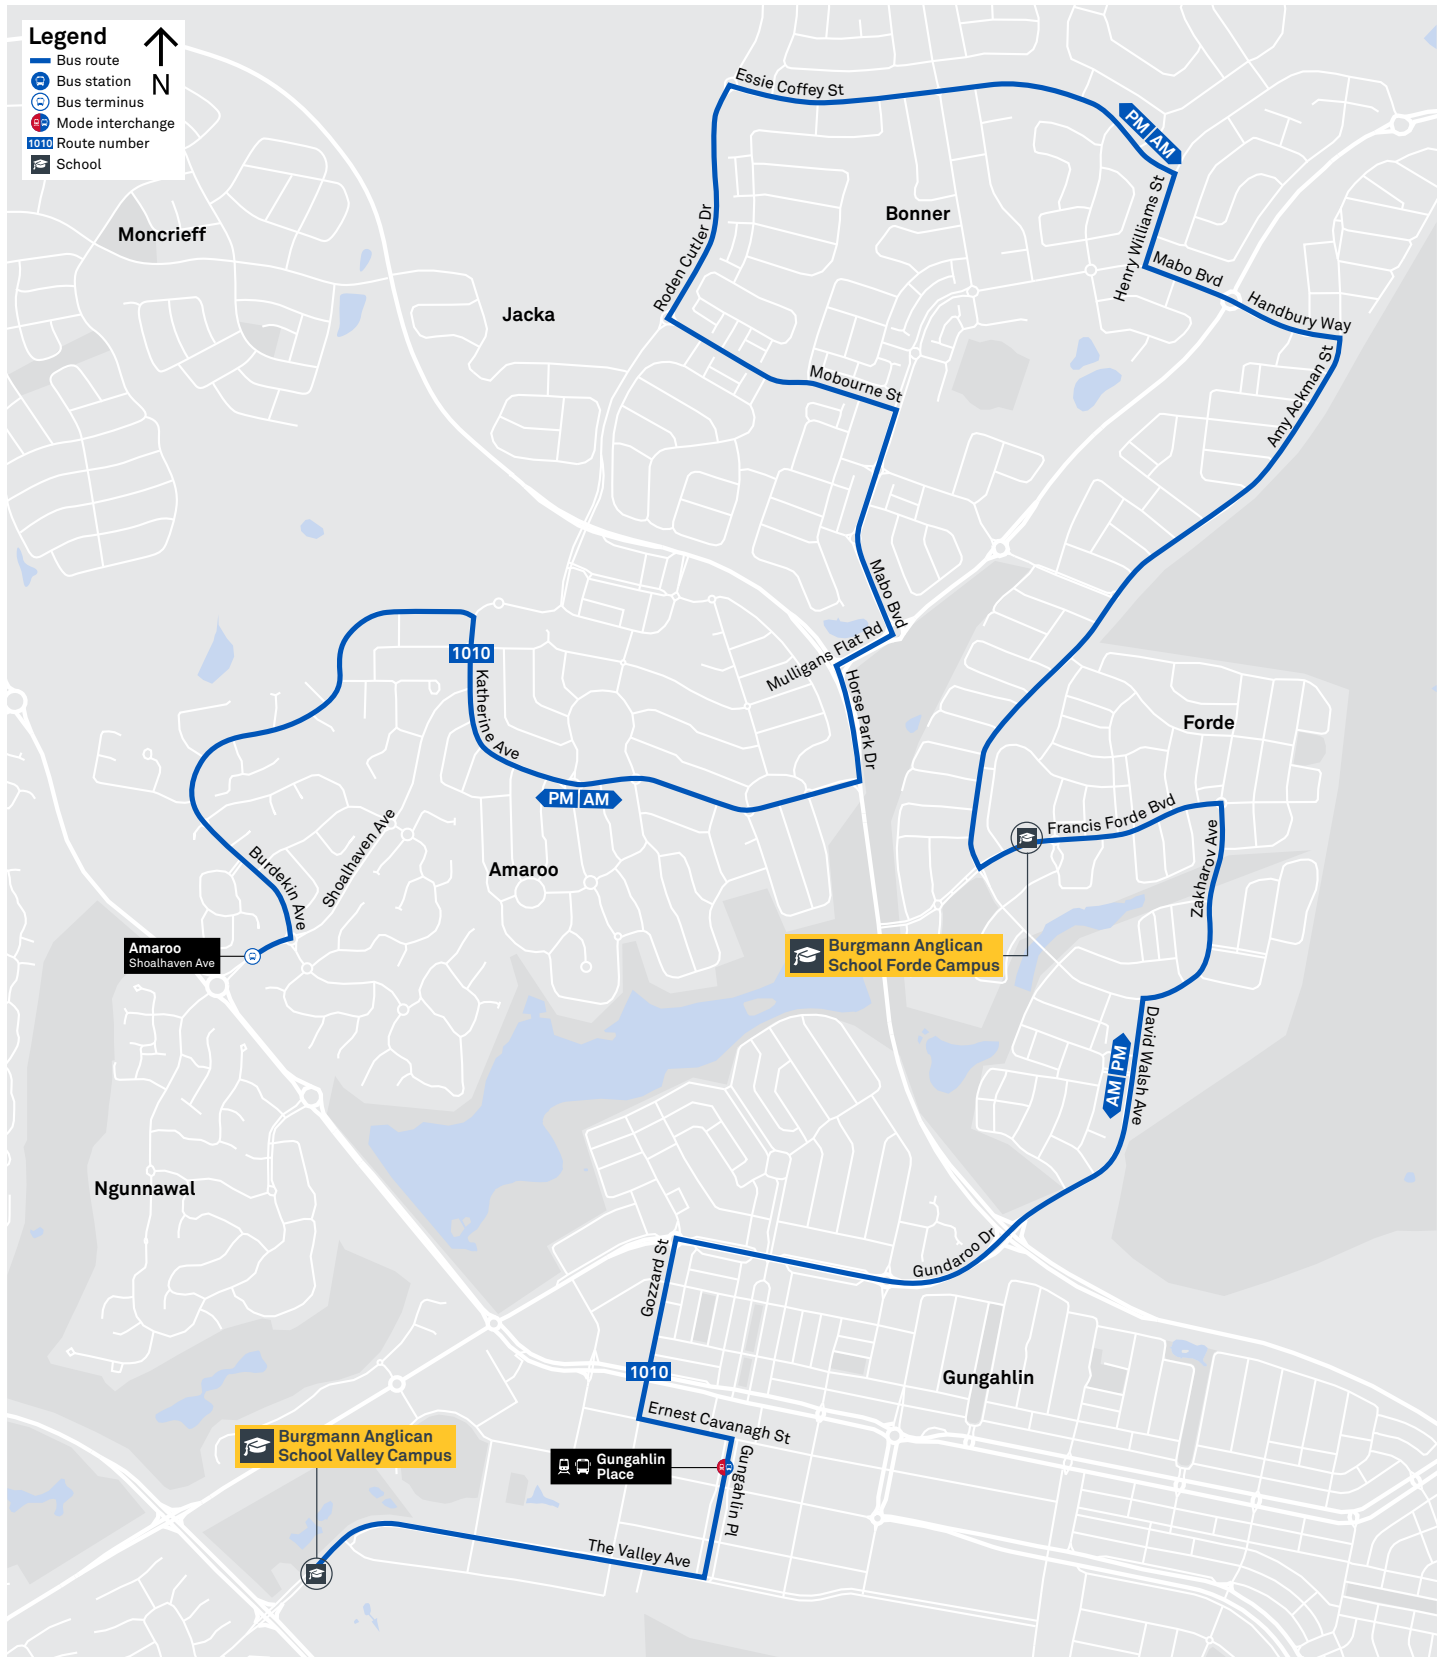 Legend
N
Bus route
Bus station
Bus terminus
Mode interchange
1010 Route number
School
Essie Coffey St
PM AM
Bonner
Moncrieff
Henry Williams St
Roden Cutler Dr
Mabo Bvd
Handbury Way
Jacka
Amy Ackman St
Mobourne St
Mabo Bvd
Mulligans Flat Rd
1010
Katherine Ave
Horse Park Dr
Forde
PM AM
Francis Forde Bvd
Shoalhaven Ave
Zakharov Ave
Burdekin Ave
Amaroo
Amaroo
Shoalhaven Ave
Burgmann Anglican
School Forde Campus
David Walsh Ave
AM PM
Ngunnawal
Gundaroo Dr
Gozzard St
1010
Gungahlin
Ernest Cavanagh St
Burgmann Anglican
School Valley Campus
Gungahlin
Place
Gungahlin Pl
The Valley Ave